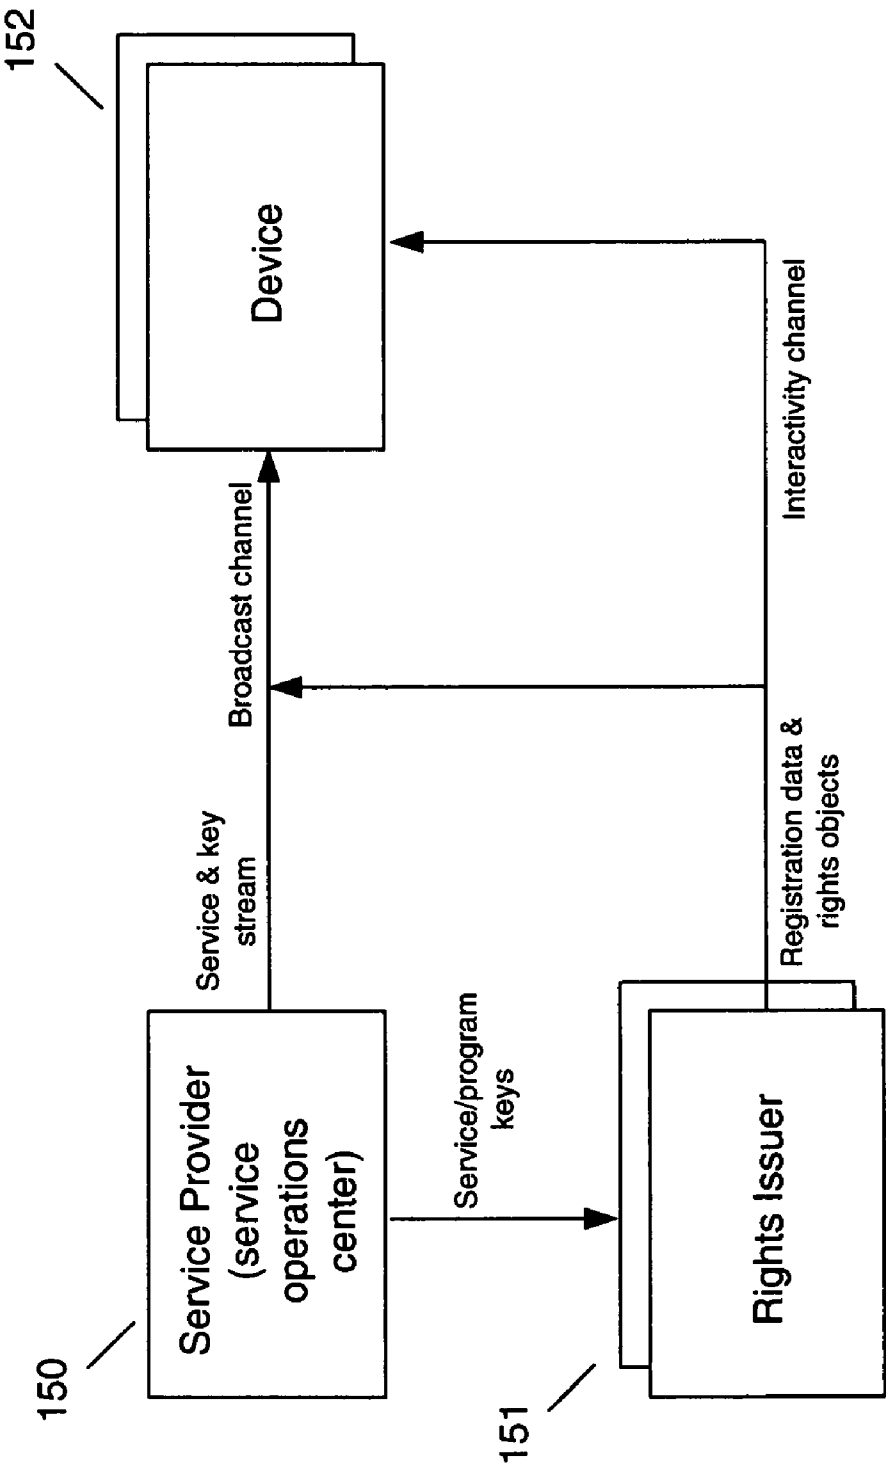 150
Service Provider
(service
operations
center)
Service & key
stream
Broadcast channel
152
Device
Service/program
keys
151
Rights Issuer
Registration data &
rights objects
Interactivity channel